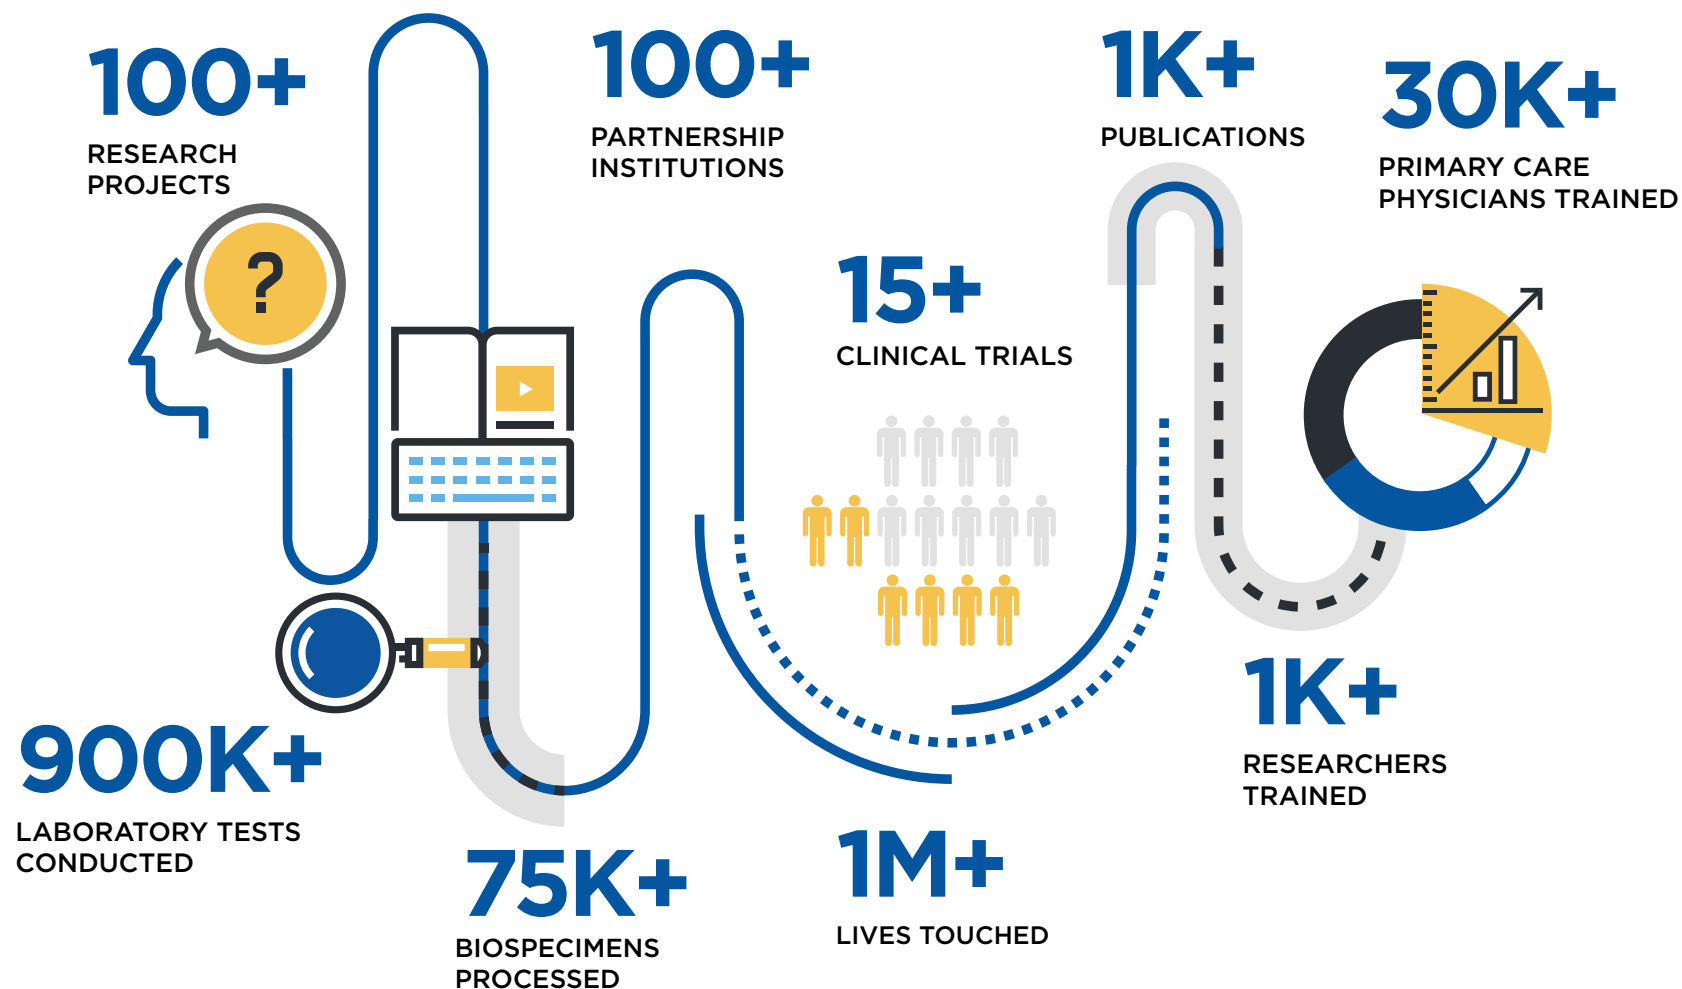 100+
RESEARCH
PROJECTS
?
100+
PARTNERSHIP
INSTITUTIONS
1K+
PUBLICATIONS
30K+
PRIMARY CARE
PHYSICIANS TRAINED
15+
CLINICAL TRIALS
900K+
LABORATORY TESTS
CONDUCTED
75K+
BIOSPECIMENS
PROCESSED
1M+
LIVES TOUCHED
1K+
RESEARCHERS
TRAINED